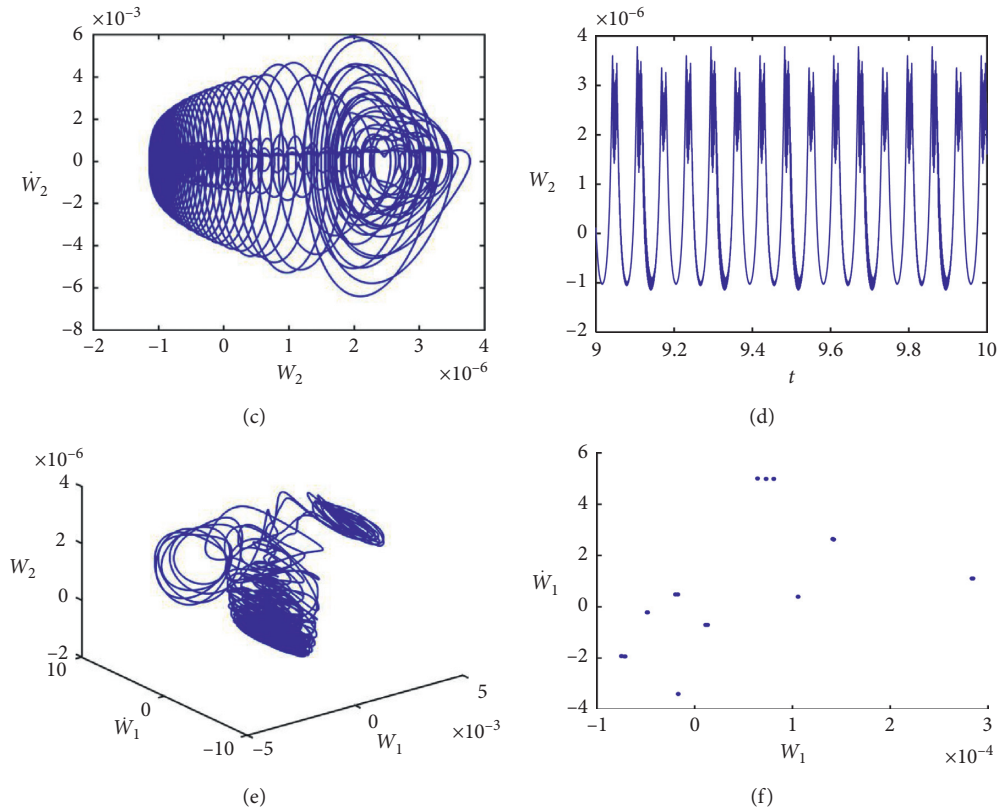 ×10⁻³
6
4
2
0
−2
−4
−6
−8
Ẇ₂
−2 −1 0 1 2 3 4
W₂
×10⁻⁶
(c)
×10⁻⁶
4
3
2
1
0
−1
−2
W₂
9 9.2 9.4 9.6 9.8 10
t
(d)
×10⁻⁶
4
2
0
−2
W₂
10
0
−10
Ẇ₁
−5
0
5
×10⁻³
W₁
(e)
6
4
2
0
−2
−4
Ẇ₁
−1 0 1 2 3
W₁
×10⁻⁴
(f)